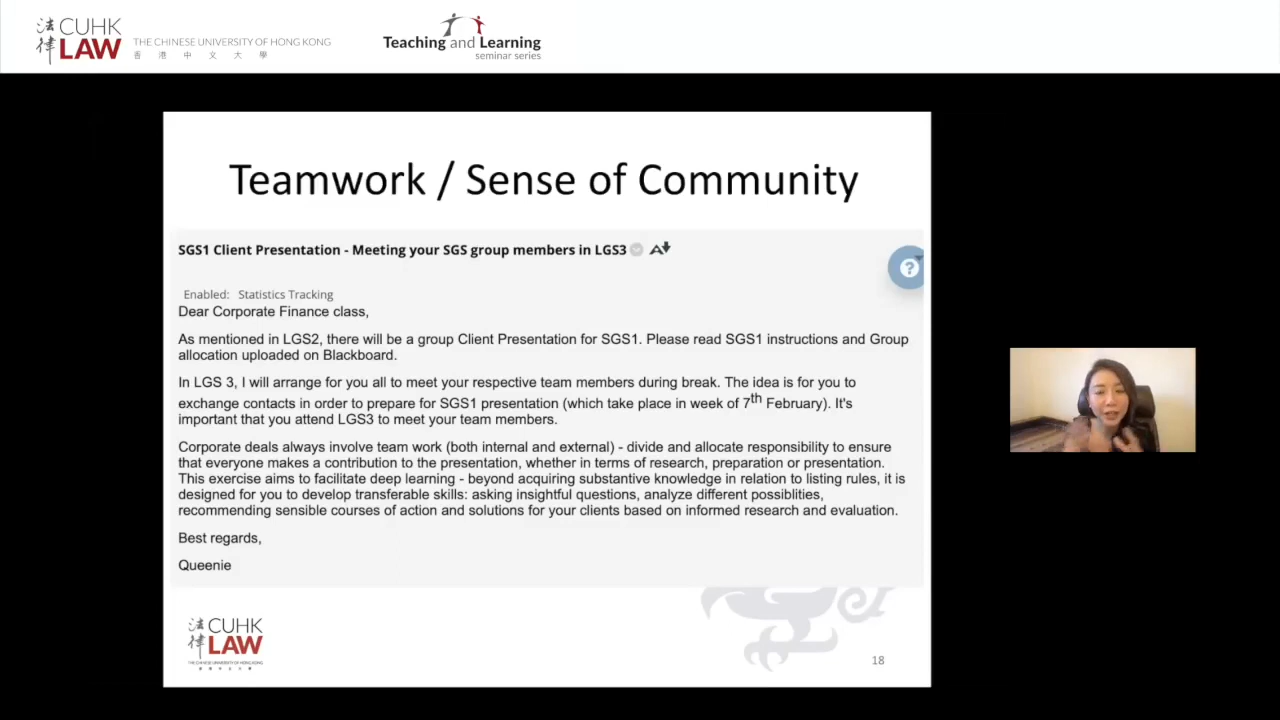 法律 CUHK LAW
THE CHINESE UNIVERSITY OF HONG KONG
香港中文大學
Teaching and Learning
seminar series
Teamwork / Sense of Community
SGS1 Client Presentation - Meeting your SGS group members in LGS3
A
?
Enabled: Statistics Tracking
Dear Corporate Finance class,
As mentioned in LGS2, there will be a group Client Presentation for SGS1. Please read SGS1 instructions and Group
allocation uploaded on Blackboard.
In LGS 3, I will arrange for you all to meet your respective team members during break. The idea is for you to
exchange contacts in order to prepare for SGS1 presentation (which take place in week of 7th February). It's
important that you attend LGS3 to meet your team members.
Corporate deals always involve team work (both internal and external) - divide and allocate responsibility to ensure
that everyone makes a contribution to the presentation, whether in terms of research, preparation or presentation.
This exercise aims to facilitate deep learning - beyond acquiring substantive knowledge in relation to listing rules, it is
designed for you to develop transferable skills: asking insightful questions, analyze different possiblities,
recommending sensible courses of action and solutions for your clients based on informed research and evaluation.
Best regards,
Queenie
法律 CUHK LAW
THE CHINESE UNIVERSITY OF HONG KONG
18